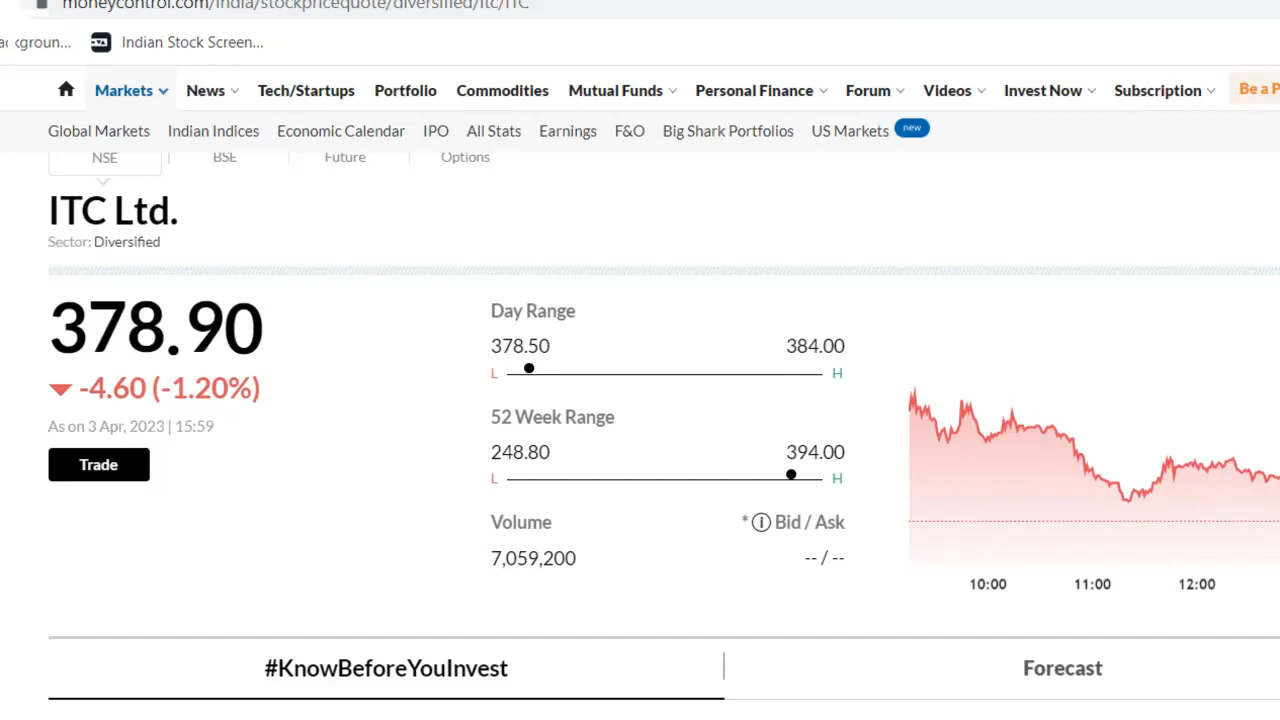 moneycontrol.com/india/stockpricequote/diversified/itc/ITC
kgroun... Indian Stock Screen...
Markets News Tech/Startups Portfolio Commodities Mutual Funds Personal Finance Forum Videos Invest Now Subscription Be a P
Global Markets Indian Indices Economic Calendar IPO All Stats Earnings F&O Big Shark Portfolios US Markets new
NSE BSE Future Options
ITC Ltd.
Sector: Diversified
378.90
-4.60 (-1.20%)
As on 3 Apr, 2023 | 15:59
Trade
Day Range
378.50 384.00
L H
52 Week Range
248.80 394.00
L H
Volume * i Bid / Ask
7,059,200 -- / --
10:00 11:00 12:00
#KnowBeforeYouInvest Forecast